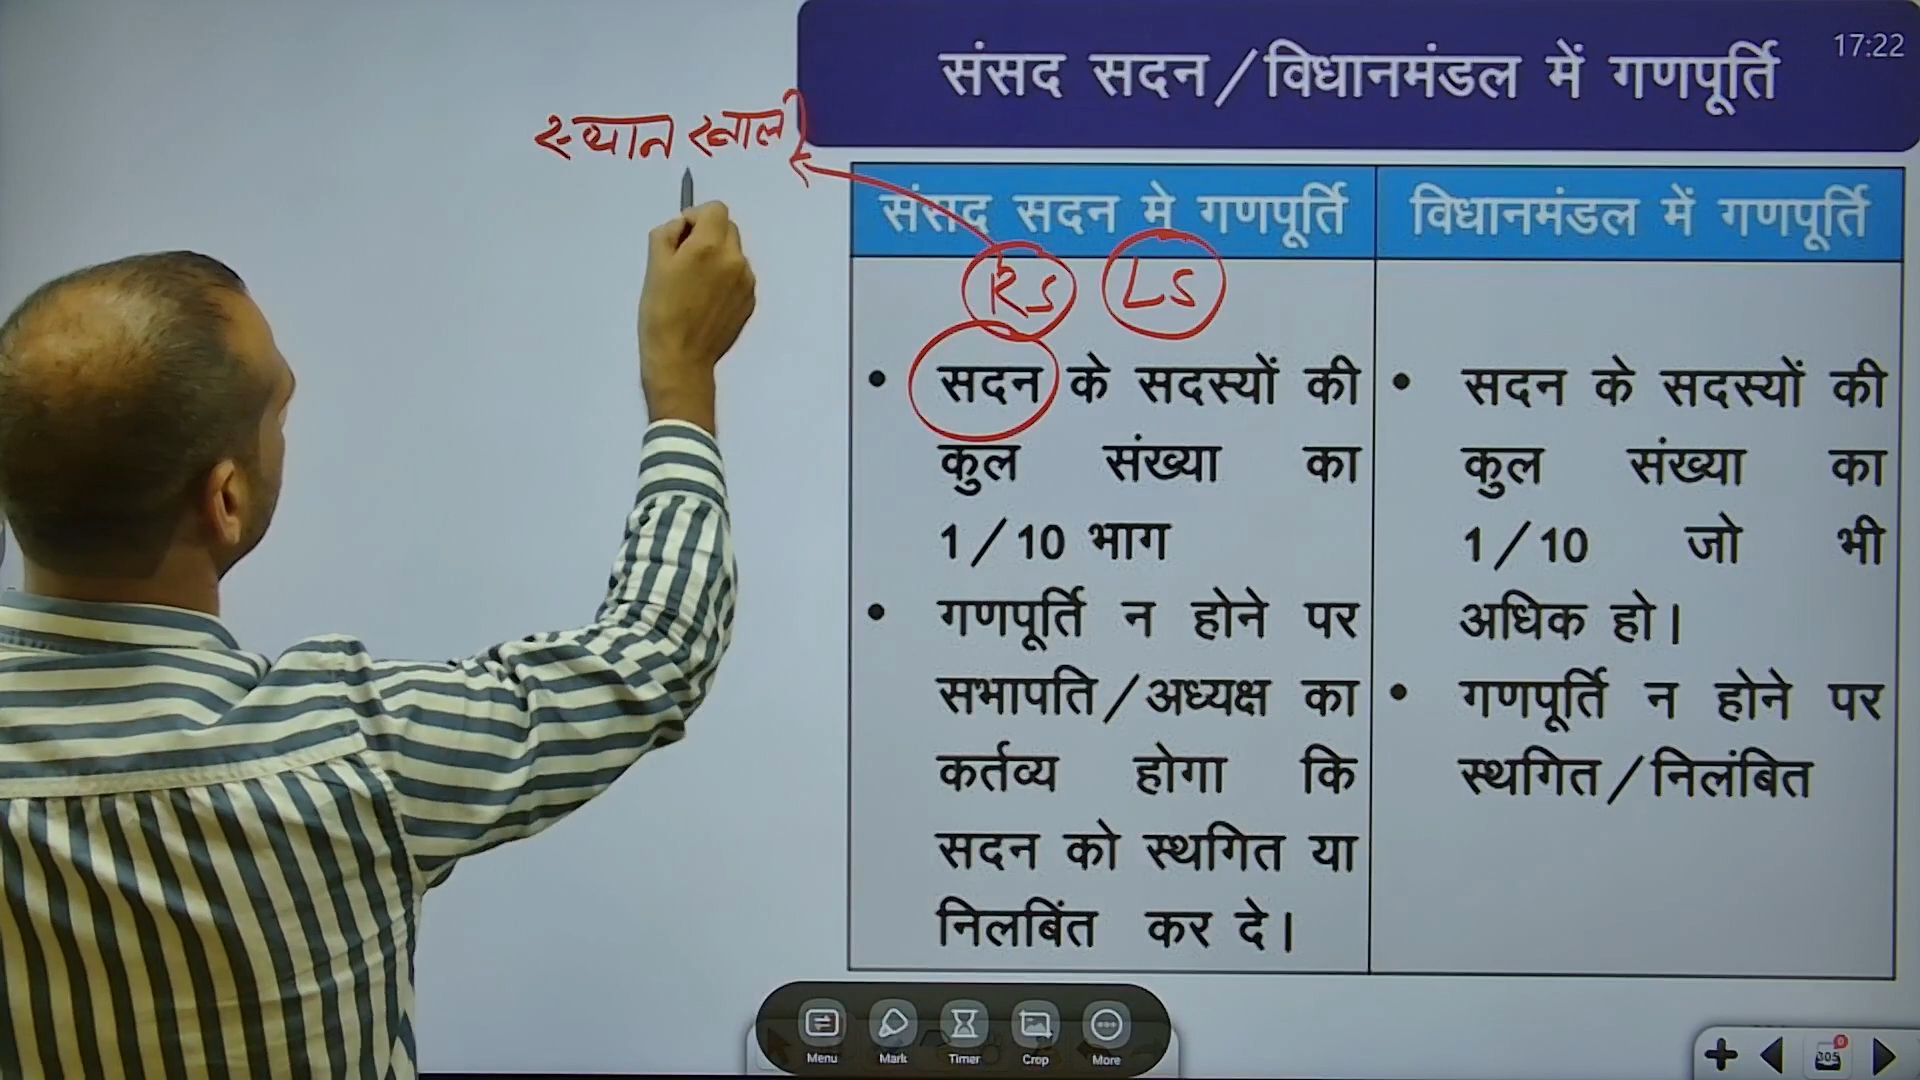 संसद सदन/विधानमंडल में गणपूर्ति
17:22
स्थान खाली
संसद सदन मे गणपूर्ति
विधानमंडल में गणपूर्ति
RS LS
• सदन के सदस्यों की
कुल संख्या का
1/10 भाग
• गणपूर्ति न होने पर
सभापति/अध्यक्ष का
कर्तव्य होगा कि
सदन को स्थगित या
निलबिंत कर दे।
• सदन के सदस्यों की
कुल संख्या का
1/10 जो भी
अधिक हो।
• गणपूर्ति न होने पर
स्थगित/निलंबित
Menu Mark Timer Crop More
305
0